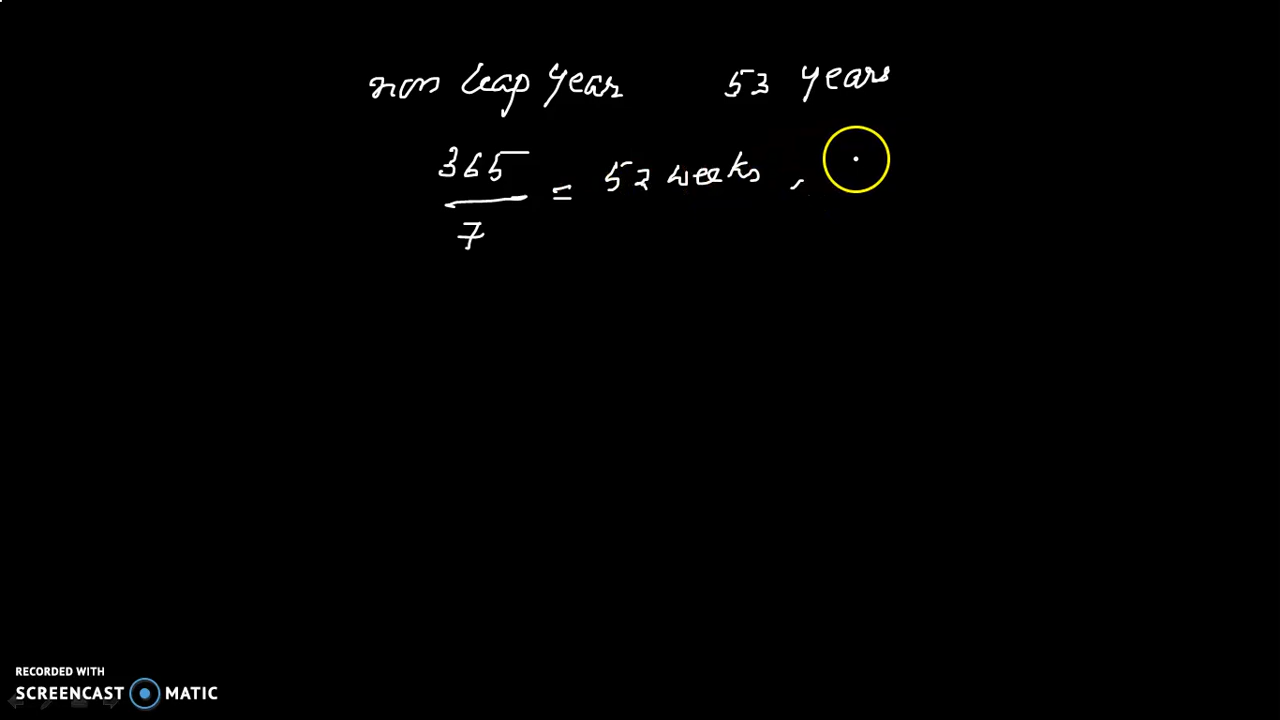 non leap year 53 years
365
7 = 52 weeks ,
RECORDED WITH
SCREENCAST MATIC